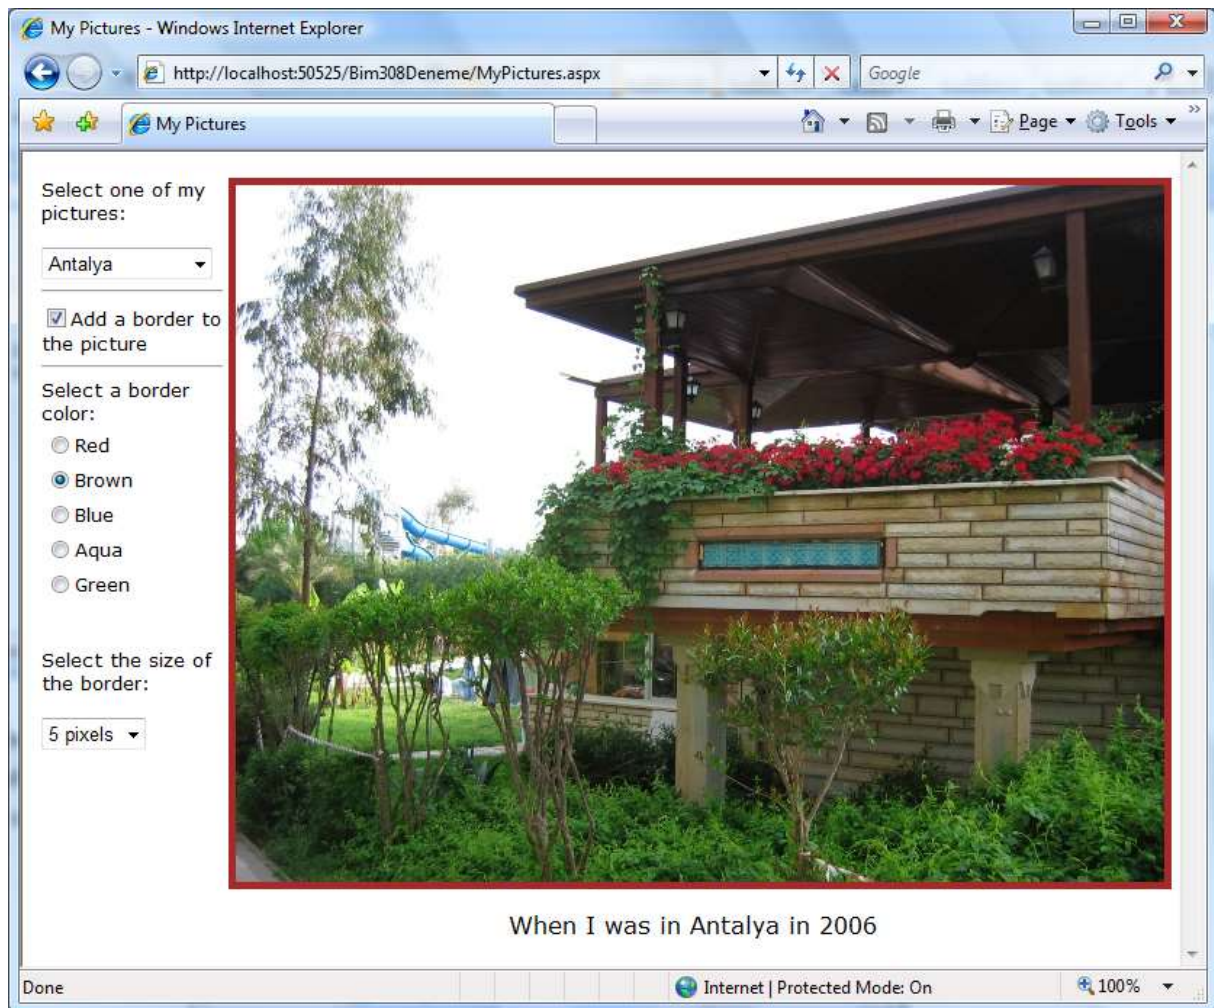 My Pictures - Windows Internet Explorer
http://localhost:50525/Bim308Deneme/MyPictures.aspx
Google
My Pictures
Page
Tools
Select one of my
pictures:
Antalya
Add a border to
the picture
Select a border
color:
Red
Brown
Blue
Aqua
Green
Select the size of
the border:
5 pixels
When I was in Antalya in 2006
Done
Internet | Protected Mode: On
100%